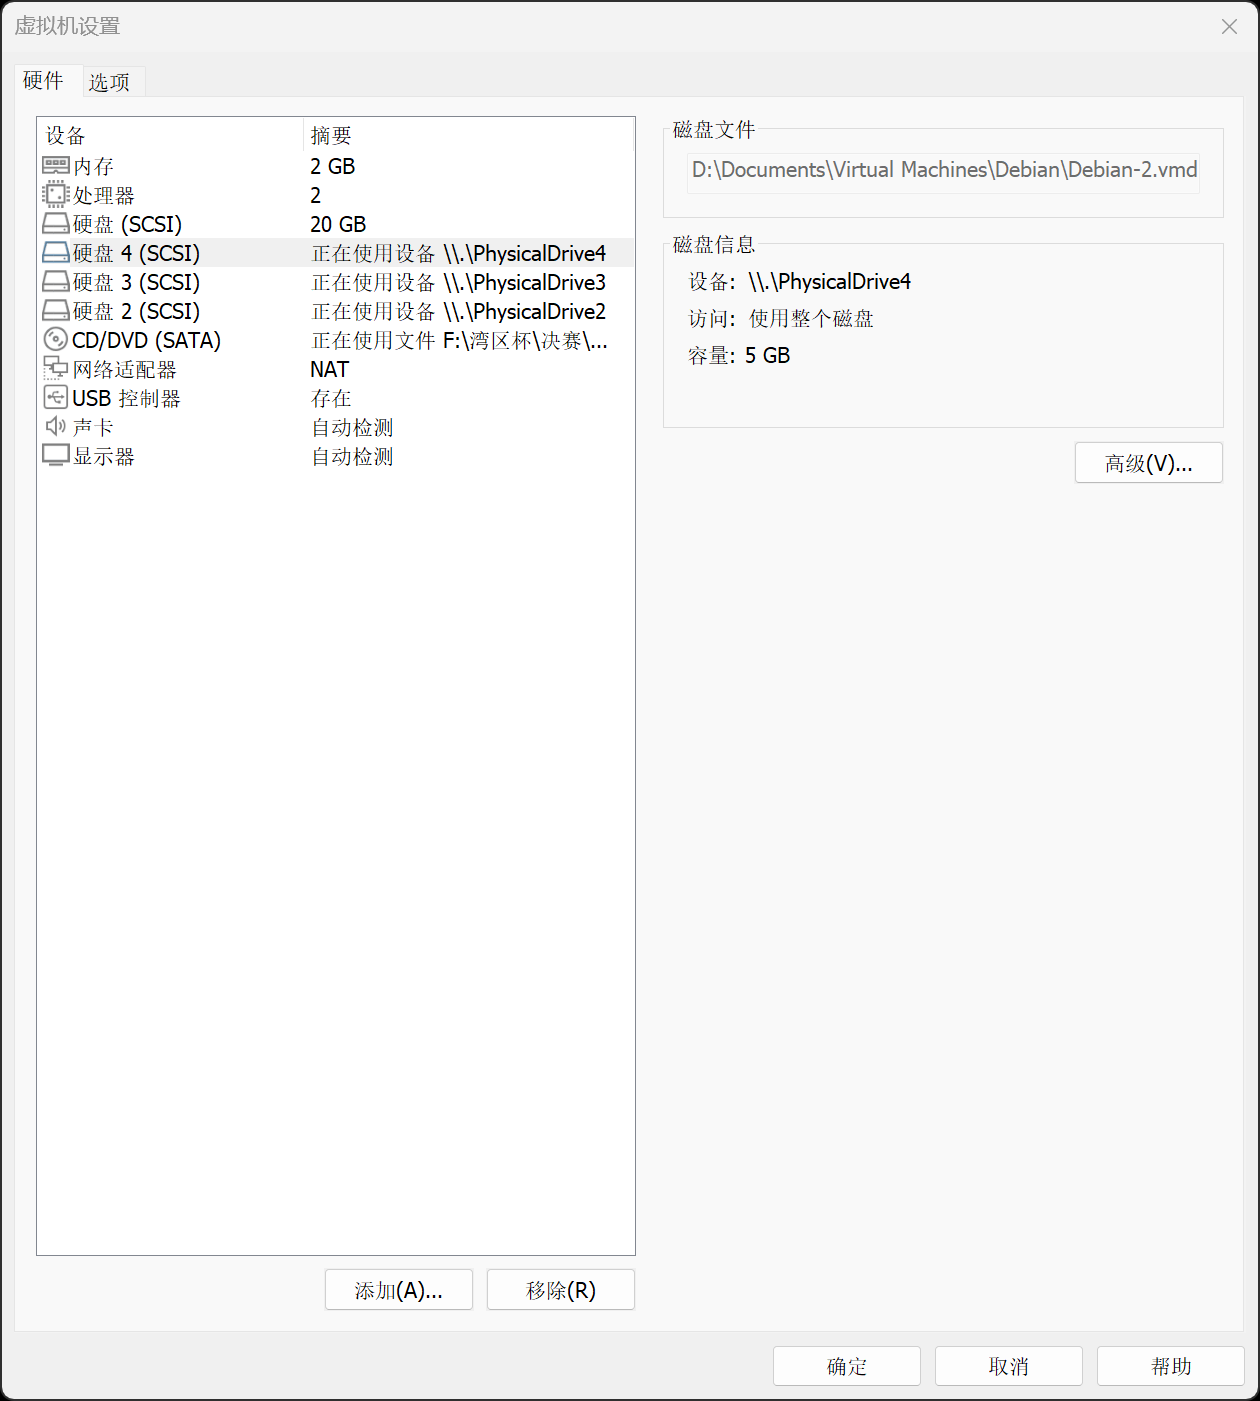 虚拟机设置
硬件 选项
设备 摘要
内存 2 GB
处理器 2
硬盘 (SCSI) 20 GB
硬盘 4 (SCSI) 正在使用设备 \\.\PhysicalDrive4
硬盘 3 (SCSI) 正在使用设备 \\.\PhysicalDrive3
硬盘 2 (SCSI) 正在使用设备 \\.\PhysicalDrive2
CD/DVD (SATA) 正在使用文件 F:\湾区杯\决赛\...
网络适配器 NAT
USB 控制器 存在
声卡 自动检测
显示器 自动检测
添加(A)... 移除(R)
磁盘文件
D:\Documents\Virtual Machines\Debian\Debian-2.vmd
磁盘信息
设备: \\.\PhysicalDrive4
访问: 使用整个磁盘
容量: 5 GB
高级(V)...
确定 取消 帮助